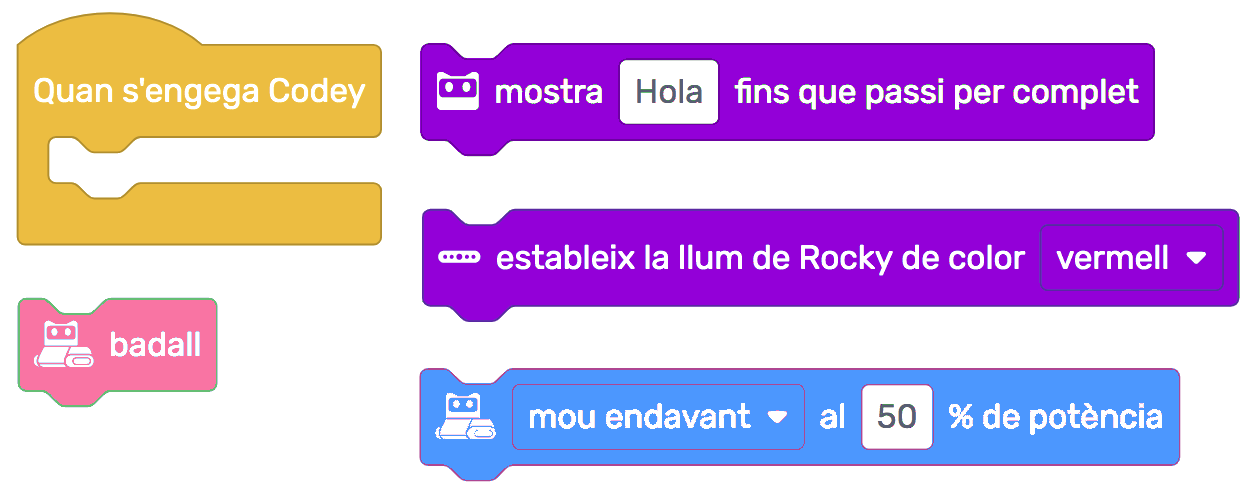 Quan s'engega Codey
mostra Hola fins que passi per complet
estableix la llum de Rocky de color vermell
badall
mou endavant al 50 % de potència